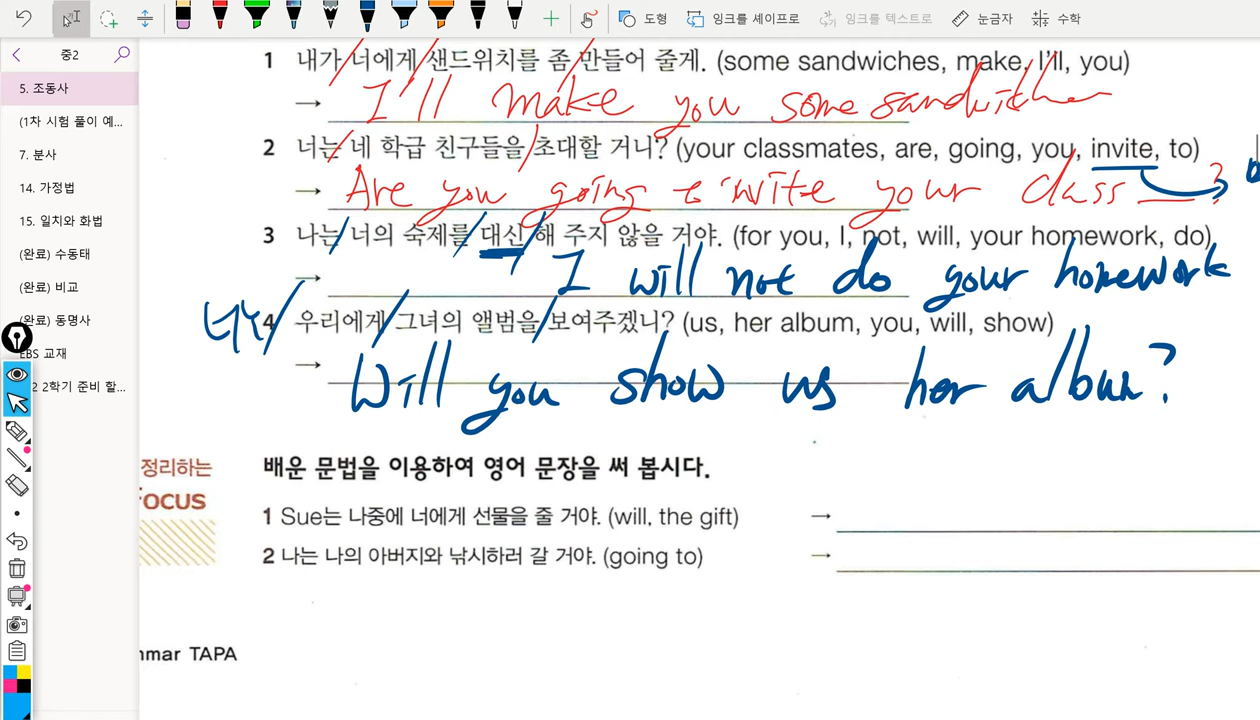 도형 잉크를 셰이프로 잉크를 텍스트로 눈금자 수학
중2
5. 조동사
(1차 시험 풀이 예...
7. 분사
14. 가정법
15. 일치와 화법
(완료) 수동태
(완료) 비교
(완료) 동명사
EBS 교재
2 2학기 준비 할...
1 내가 너에게 샌드위치를 좀 만들어 줄게. (some sandwiches, make, I'll, you)
→ I'll make you some sandwiches
2 너는 네 학급 친구들을 초대할 거니? (your classmates, are, going, you, invite, to)
→ Are you going to invite your class ?
3 나는 너의 숙제를 대신 해 주지 않을 거야. (for you, I, not, will, your homework, do)
→ I will not do your homework
4 우리에게 그녀의 앨범을 보여주겠니? (us, her album, you, will, show)
→ Will you show us her album?
정리하는
FOCUS
배운 문법을 이용하여 영어 문장을 써 봅시다.
1 Sue는 나중에 너에게 선물을 줄 거야. (will, the gift) →
2 나는 나의 아버지와 낚시하러 갈 거야. (going to) →
mmar TAPA